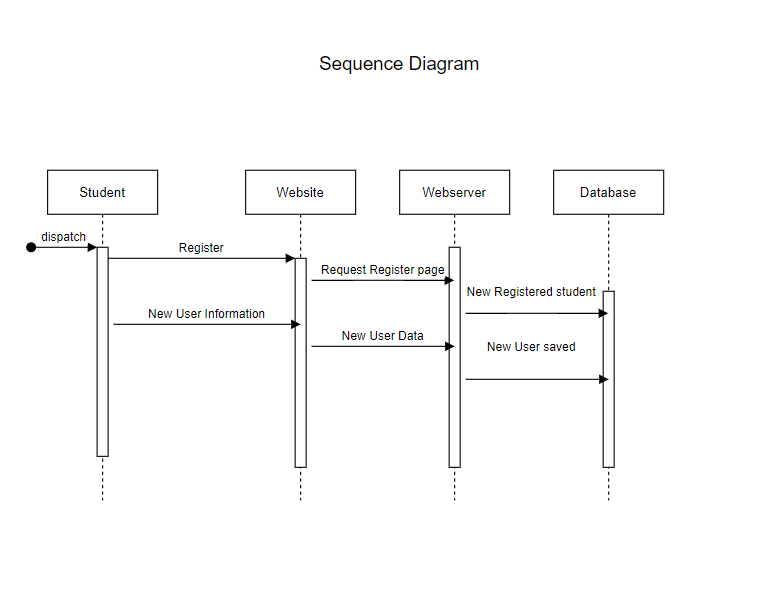 Sequence Diagram
Student
Website
Webserver
Database
dispatch
Register
Request Register page
New Registered student
New User Information
New User Data
New User saved